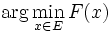 arg min F(x)
x∈E